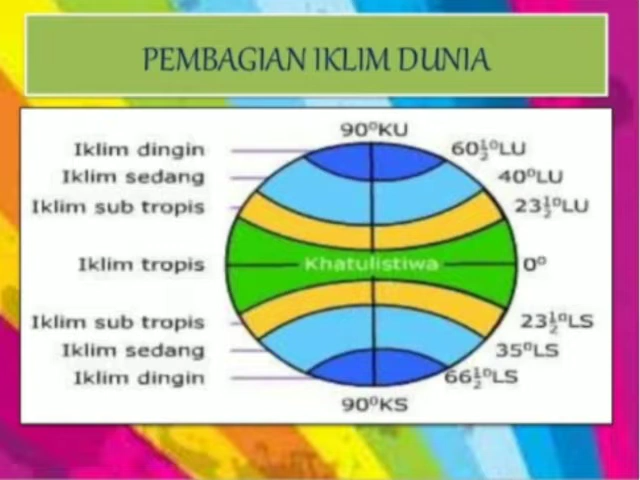 PEMBAGIAN IKLIM DUNIA
90⁰KU
Iklim dingin
60½⁰LU
Iklim sedang
40⁰LU
Iklim sub tropis
23½⁰LU
Iklim tropis
Khatulistiwa
0⁰
Iklim sub tropis
23½⁰LS
Iklim sedang
35⁰LS
Iklim dingin
66½⁰LS
90⁰KS